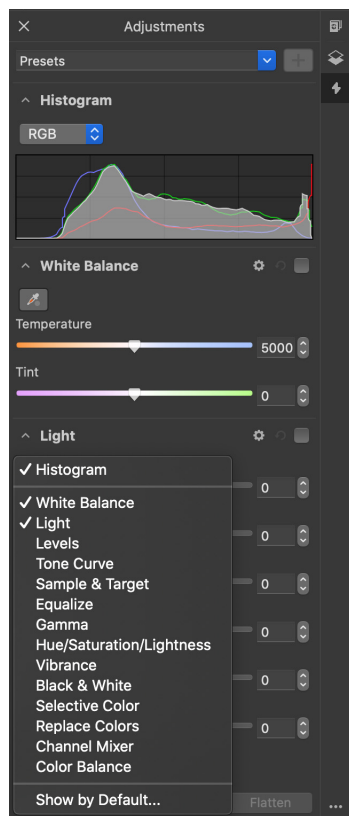 Adjustments
Presets
Histogram
RGB
White Balance
Temperature
5000
Tint
0
Light
✓ Histogram
0
✓ White Balance
✓ Light
Levels
0
Tone Curve
Sample & Target
0
Equalize
Gamma
0
Hue/Saturation/Lightness
Vibrance
0
Black & White
Selective Color
Replace Colors
0
Channel Mixer
Color Balance
Show by Default...
Flatten